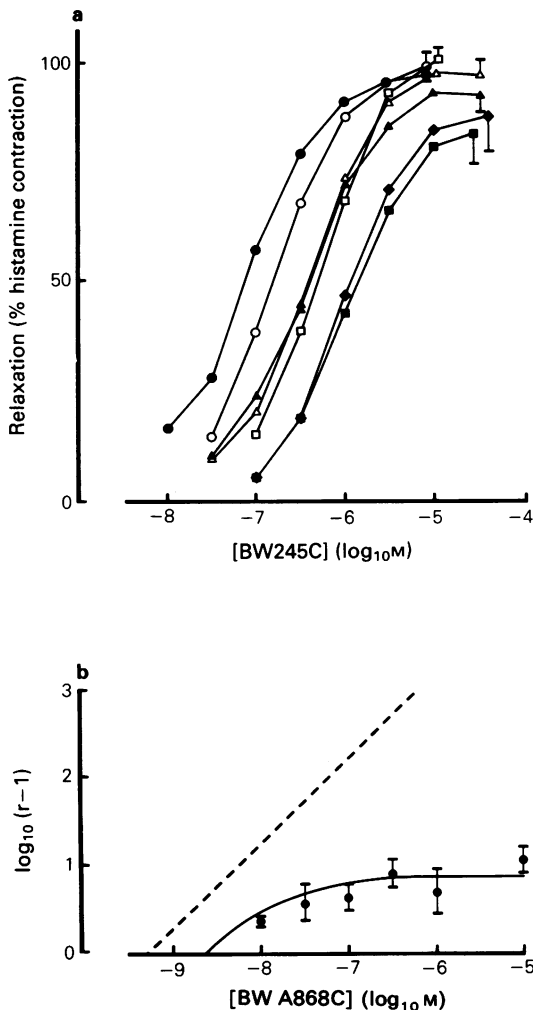 a
Relaxation (% histamine contraction)
100
50
0
−8 −7 −6 −5 −4
[BW245C] (log₁₀M)
b
log₁₀ (r−1)
3
2
1
0
−9 −8 −7 −6 −5
[BW A868C] (log₁₀ M)